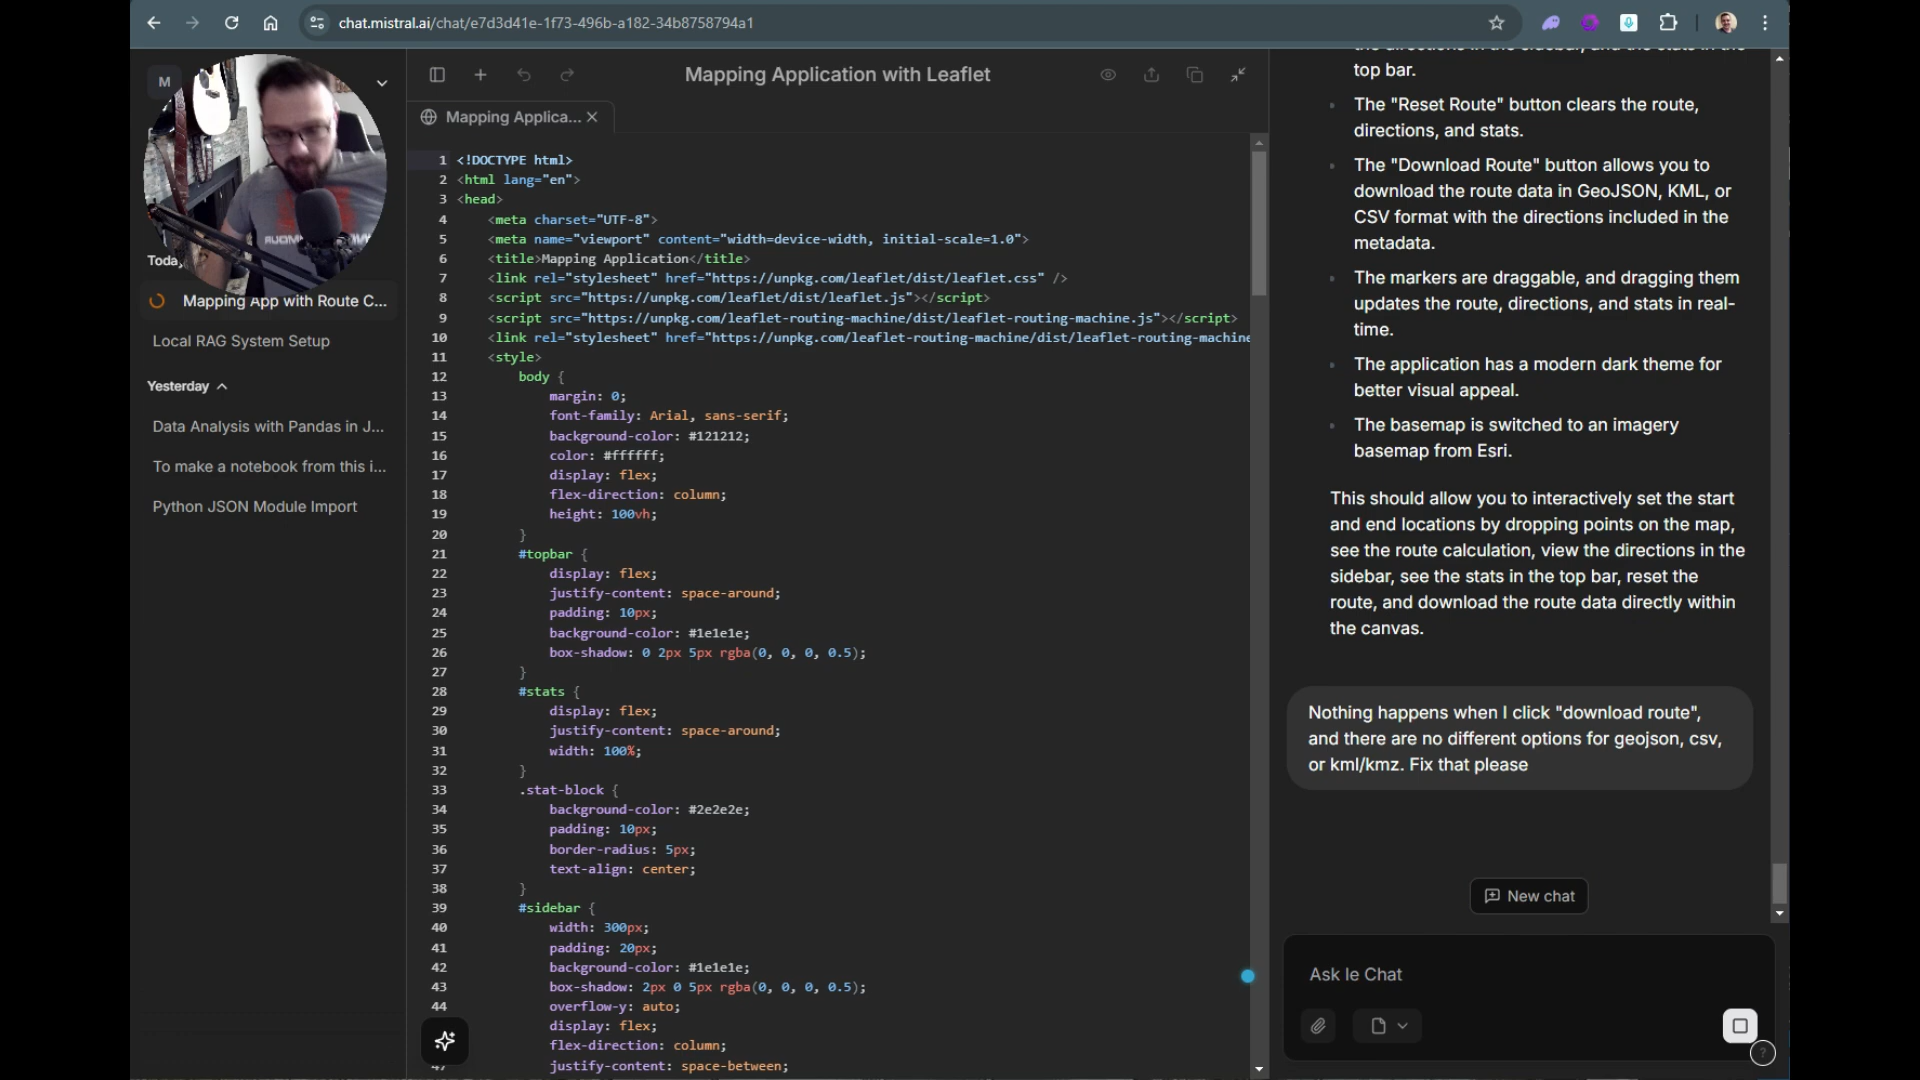 chat.mistral.ai/chat/e7d3d41e-1f73-496b-a182-34b8758794a1
M
Mapping App with Route C...
Local RAG System Setup
Yesterday
Data Analysis with Pandas in J...
To make a notebook from this i...
Python JSON Module Import
Mapping Application with Leaflet
Mapping Applica...
1 <!DOCTYPE html>
2 <html lang="en">
3 <head>
4 <meta charset="UTF-8">
5 <meta name="viewport" content="width=device-width, initial-scale=1.0">
6 <title>Mapping Application</title>
7 <link rel="stylesheet" href="https://unpkg.com/leaflet/dist/leaflet.css" />
8 <script src="https://unpkg.com/leaflet/dist/leaflet.js"></script>
9 <script src="https://unpkg.com/leaflet-routing-machine/dist/leaflet-routing-machine.js"></script>
10 <link rel="stylesheet" href="https://unpkg.com/leaflet-routing-machine/dist/leaflet-routing-machine
11 <style>
12 body {
13 margin: 0;
14 font-family: Arial, sans-serif;
15 background-color: #121212;
16 color: #ffffff;
17 display: flex;
18 flex-direction: column;
19 height: 100vh;
20 }
21 #topbar {
22 display: flex;
23 justify-content: space-around;
24 padding: 10px;
25 background-color: #1e1e1e;
26 box-shadow: 0 2px 5px rgba(0, 0, 0, 0.5);
27 }
28 #stats {
29 display: flex;
30 justify-content: space-around;
31 width: 100%;
32 }
33 .stat-block {
34 background-color: #2e2e2e;
35 padding: 10px;
36 border-radius: 5px;
37 text-align: center;
38 }
39 #sidebar {
40 width: 300px;
41 padding: 20px;
42 background-color: #1e1e1e;
43 box-shadow: 2px 0 5px rgba(0, 0, 0, 0.5);
44 overflow-y: auto;
display: flex;
flex-direction: column;
47 justify-content: space-between;
the directions in the sidebar, and the stats in the
top bar.
The "Reset Route" button clears the route,
directions, and stats.
The "Download Route" button allows you to
download the route data in GeoJSON, KML, or
CSV format with the directions included in the
metadata.
The markers are draggable, and dragging them
updates the route, directions, and stats in real-
time.
The application has a modern dark theme for
better visual appeal.
The basemap is switched to an imagery
basemap from Esri.
This should allow you to interactively set the start
and end locations by dropping points on the map,
see the route calculation, view the directions in the
sidebar, see the stats in the top bar, reset the
route, and download the route data directly within
the canvas.
Nothing happens when I click "download route",
and there are no different options for geojson, csv,
or kml/kmz. Fix that please
New chat
Ask le Chat
?